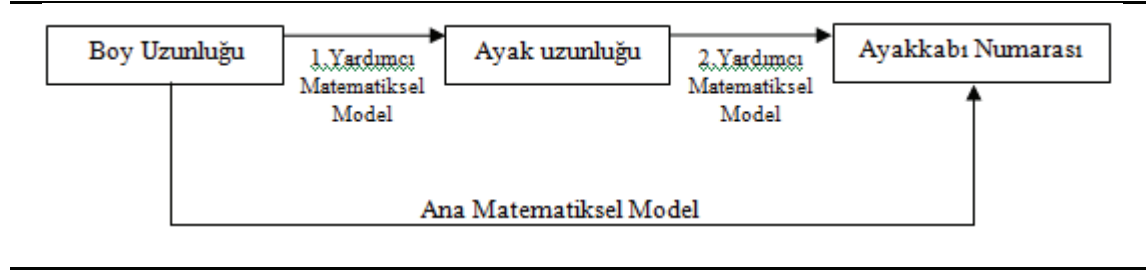 Boy Uzunluğu
1.Yardımcı
Matematiksel
Model
Ayak uzunluğu
2.Yardımcı
Matematiksel
Model
Ayakkabı Numarası
Ana Matematiksel Model